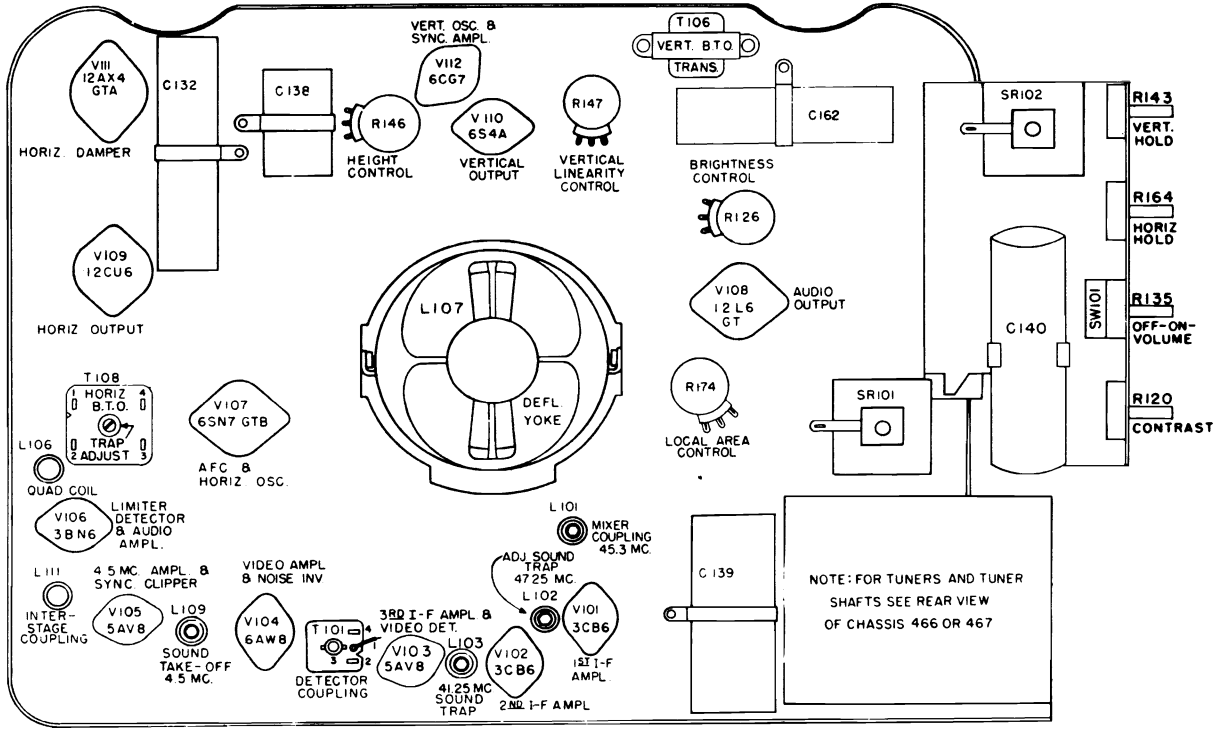 V111
12AX4
GTA
HORIZ. DAMPER
C132
C138
VERT. OSC. &
SYNC. AMPL.
V112
6CG7
R146
HEIGHT
CONTROL
V110
6S4A
VERTICAL
OUTPUT
R147
VERTICAL
LINEARITY
CONTROL
T106
VERT. B.T.O.
TRANS.
C162
SR102
R143
VERT.
HOLD
BRIGHTNESS
CONTROL
R126
R164
HORIZ
HOLD
V109
12CU6
HORIZ OUTPUT
L107
DEFL.
YOKE
V108
12L6
GT
AUDIO
OUTPUT
C140
SW101
R135
OFF-ON-
VOLUME
T108
1 HORIZ 4
B.T.O.
TRAP
2 ADJUST 3
L106
QUAD COIL
V107
6SN7 GTB
AFC &
HORIZ. OSC.
R174
LOCAL AREA
CONTROL
SR101
R120
CONTRAST
V106
3BN6
LIMITER
DETECTOR
& AUDIO
AMPL.
L101
MIXER
COUPLING
45.3 MC.
ADJ. SOUND
TRAP
47.25 MC.
L102
V101
3CB6
1ST I-F
AMPL.
L111
INTER-
STAGE
COUPLING
4.5 MC. AMPL. &
SYNC CLIPPER
V105
5AV8
L109
SOUND
TAKE-OFF
4.5 MC.
VIDEO AMPL
& NOISE INV.
V104
6AW8
T101
4
1
3
2
DETECTOR
COUPLING
3RD I-F AMPL. &
VIDEO DET.
V103
5AV8
L103
41.25 MC
SOUND
TRAP
V102
3CB6
2ND I-F AMPL
C139
NOTE: FOR TUNERS AND TUNER
SHAFTS SEE REAR VIEW
OF CHASSIS 466 OR 467